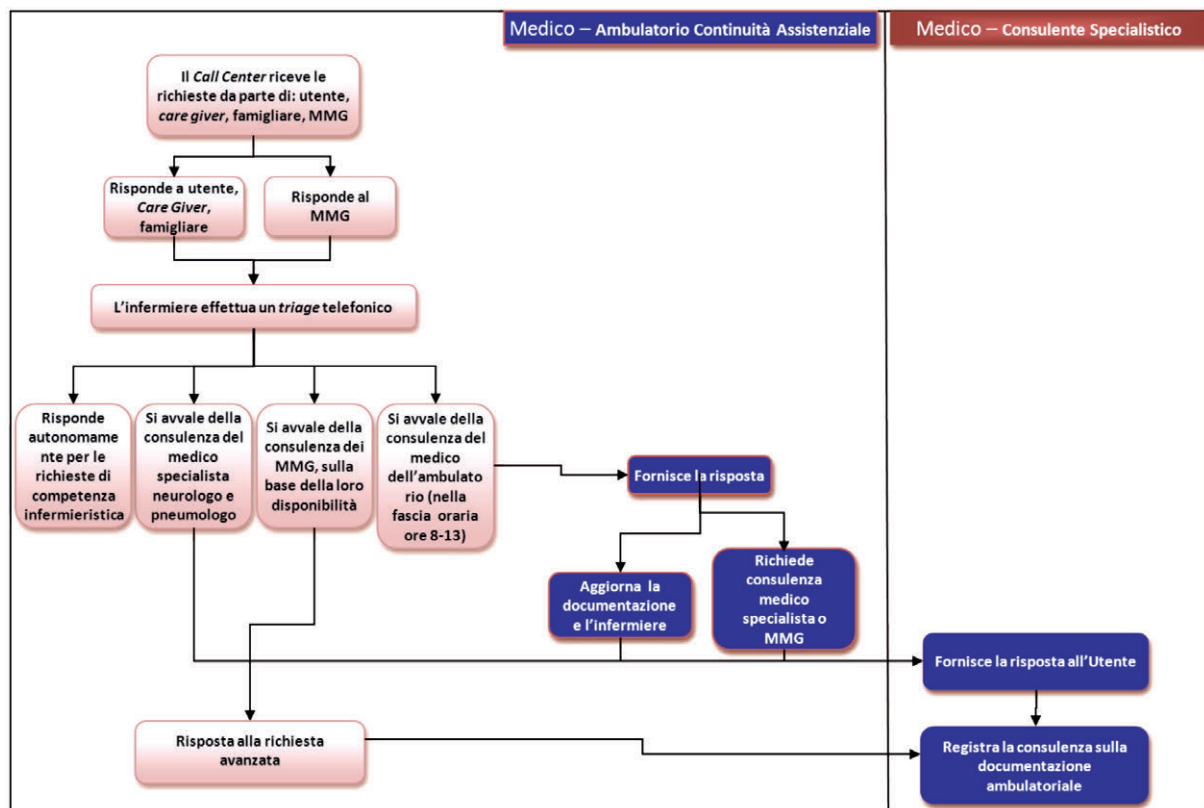 Medico – Ambulatorio Continuità Assistenziale
Medico – Consulente Specialistico
Il Call Center riceve le
richieste da parte di: utente,
care giver, famigliare, MMG
Risponde a utente,
Care Giver,
famigliare
Risponde al
MMG
L'infermiere effettua un triage telefonico
Risponde
autonomame
nte per le
richieste di
competenza
infermieristica
Si avvale della
consulenza del
medico
specialista
neurologo e
pneumologo
Si avvale della
consulenza dei
MMG, sulla
base della loro
disponibilità
Si avvale della
consulenza del
medico
dell'ambulato
rio (nella
fascia oraria
ore 8-13)
Fornisce la risposta
Aggiorna la
documentazione
e l'infermiere
Richiede
consulenza
medico
specialista o
MMG
Fornisce la risposta all'Utente
Risposta alla richiesta
avanzata
Registra la consulenza sulla
documentazione
ambulatoriale